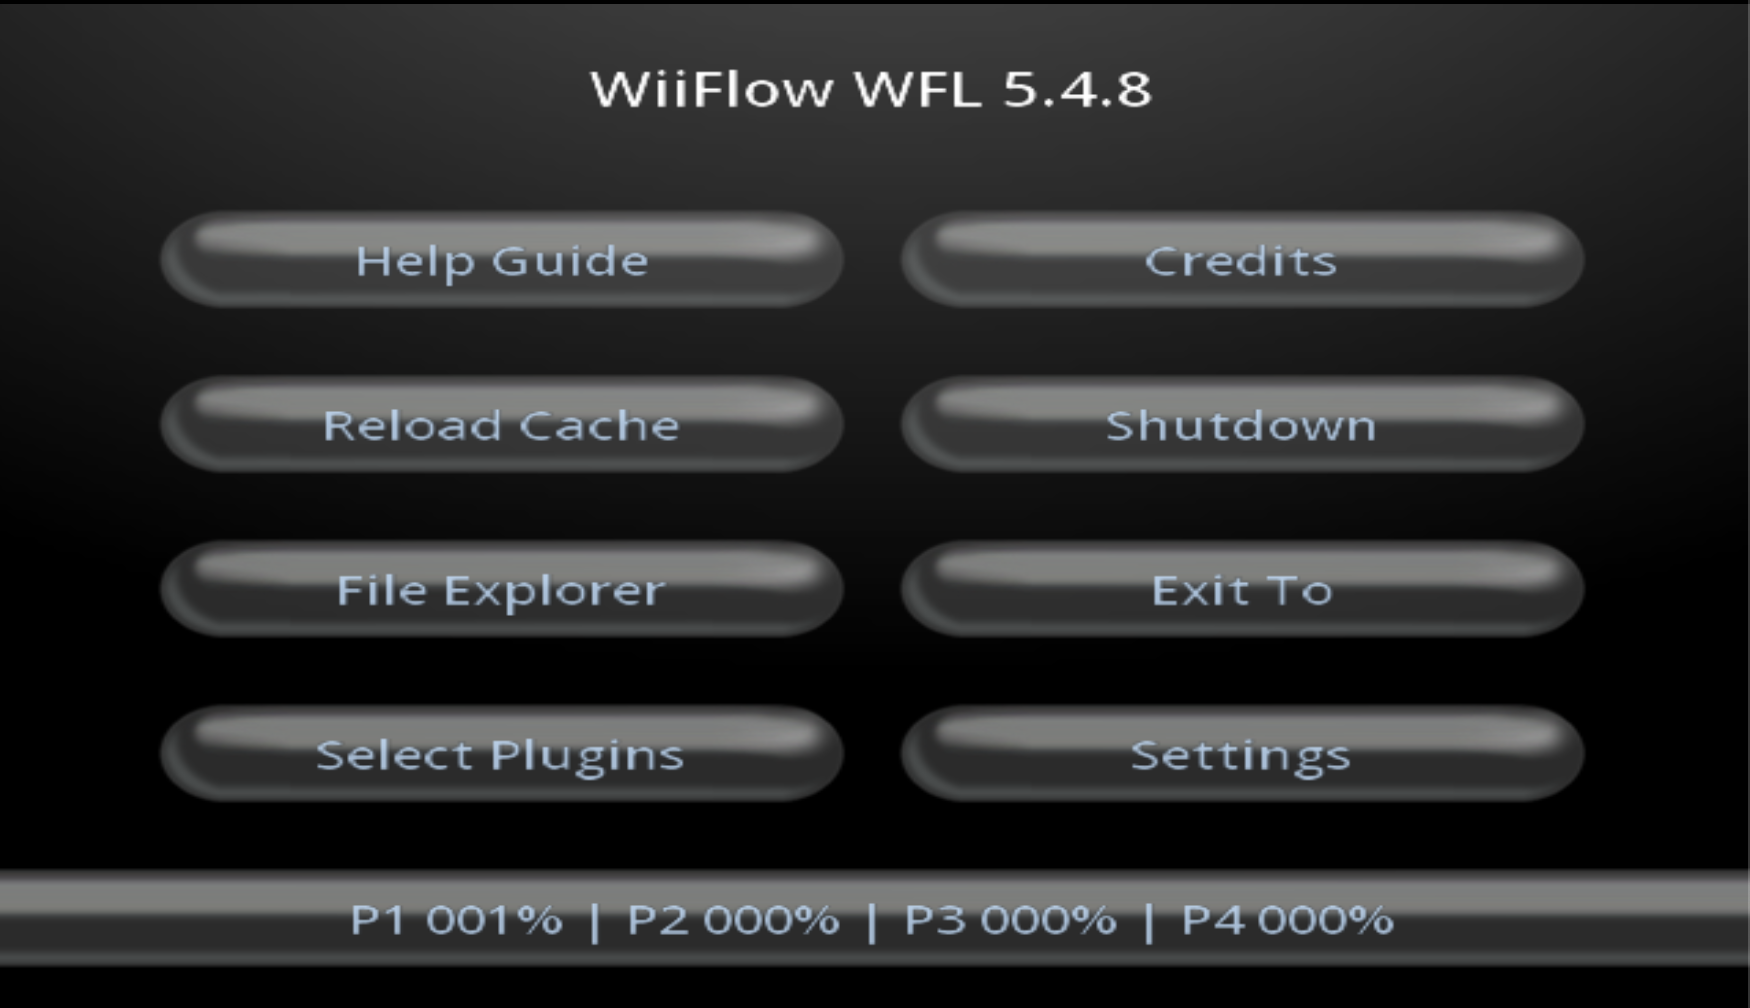 WiiFlow WFL 5.4.8
Help Guide
Credits
Reload Cache
Shutdown
File Explorer
Exit To
Select Plugins
Settings
P1 001% | P2 000% | P3 000% | P4 000%